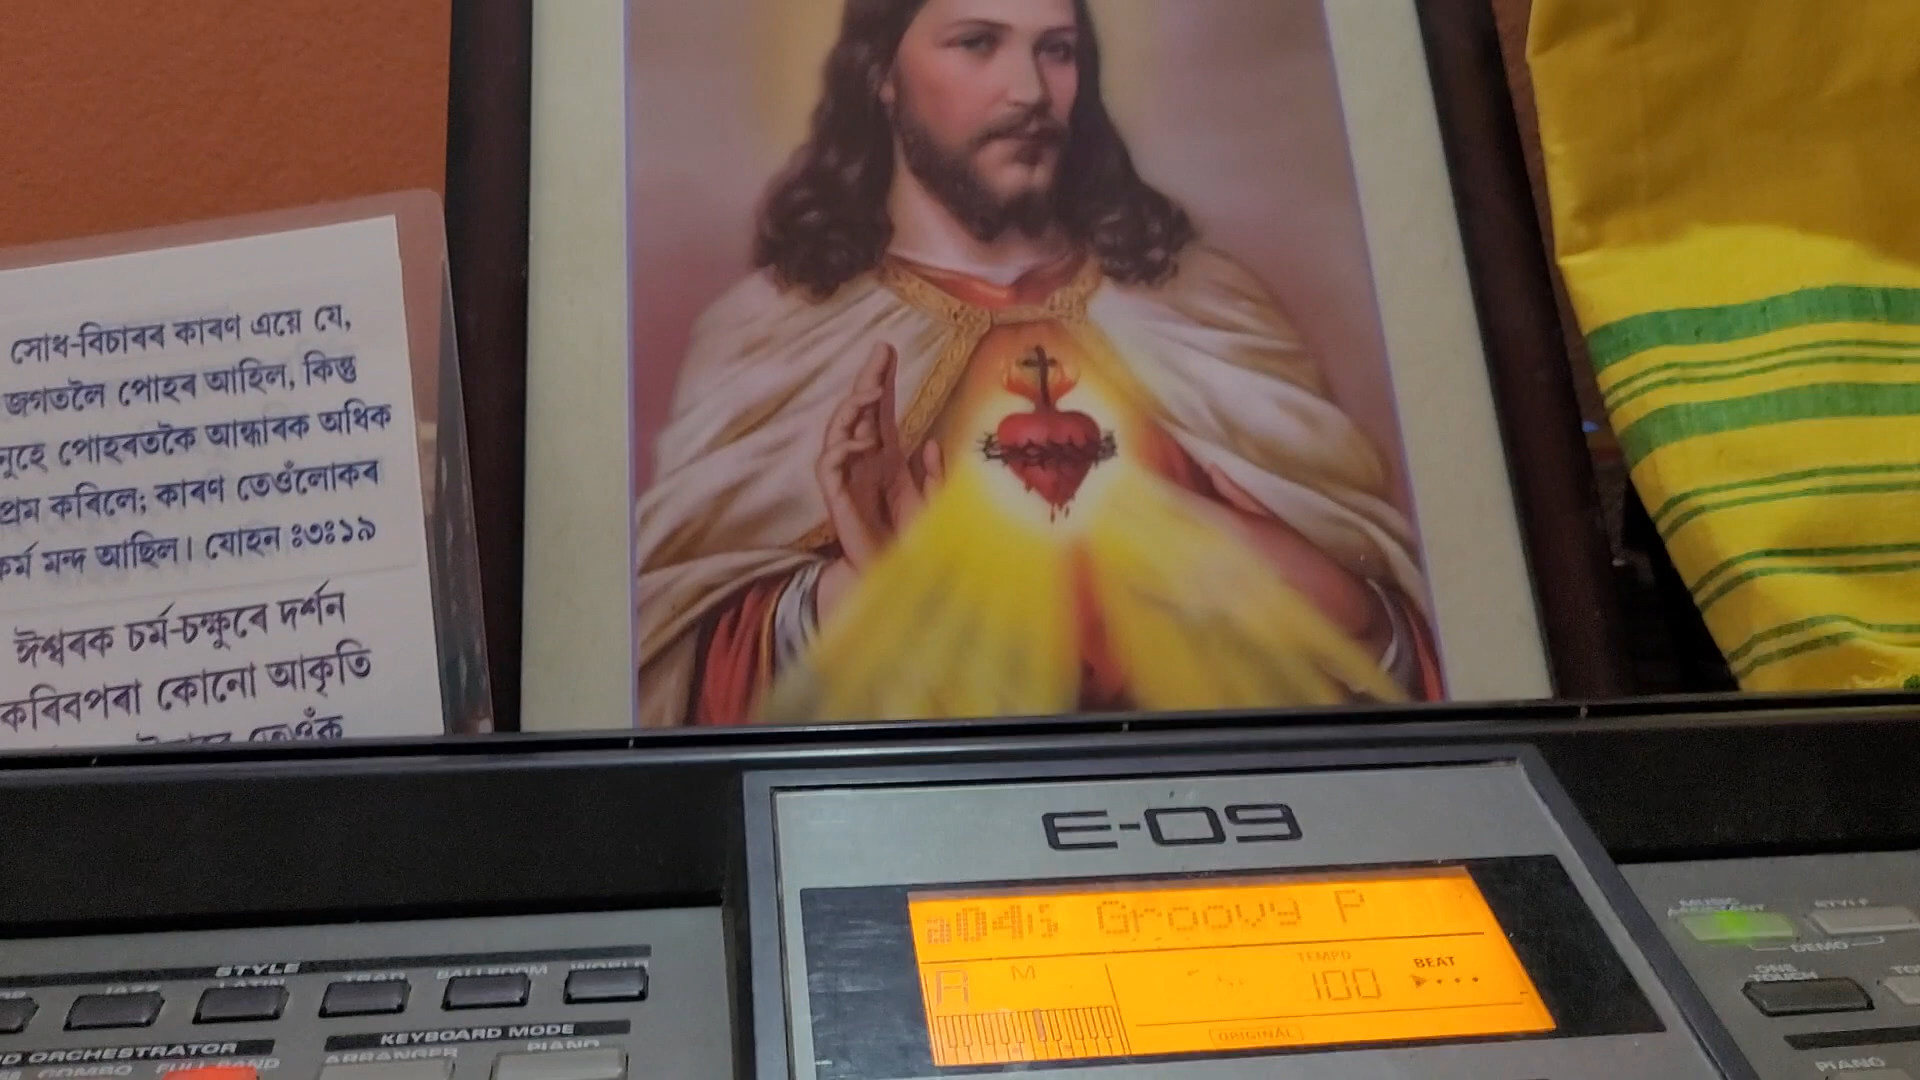 সোধ-বিচাৰৰ কাৰণ এয়ে যে,
জগতলৈ পোহৰ আহিল, কিন্তু
পোহৰতকৈ আন্ধাৰক অধিক
কৰিলে; কাৰণ তেওঁলোকৰ
মন্দ আছিল। যোহন ঃ৩ঃ১৯
ঈশ্বৰক চৰ্ম-চক্ষুৰে দৰ্শন
কৰিবপৰা কোনো আকৃতি
তেওঁক
E-09
Groovy P
R M
TEMPO
100
BEAT
ORIGINAL
STYLE
JAZZ LATIN TRAD BALLROOM WORLD
KEYBOARD MODE
ARRANGER PIANO
ORCHESTRATOR
COMBO FULL BAND
MUSIC ASSISTANT STYLE
DEMO
ONE TOUCH
PIANO